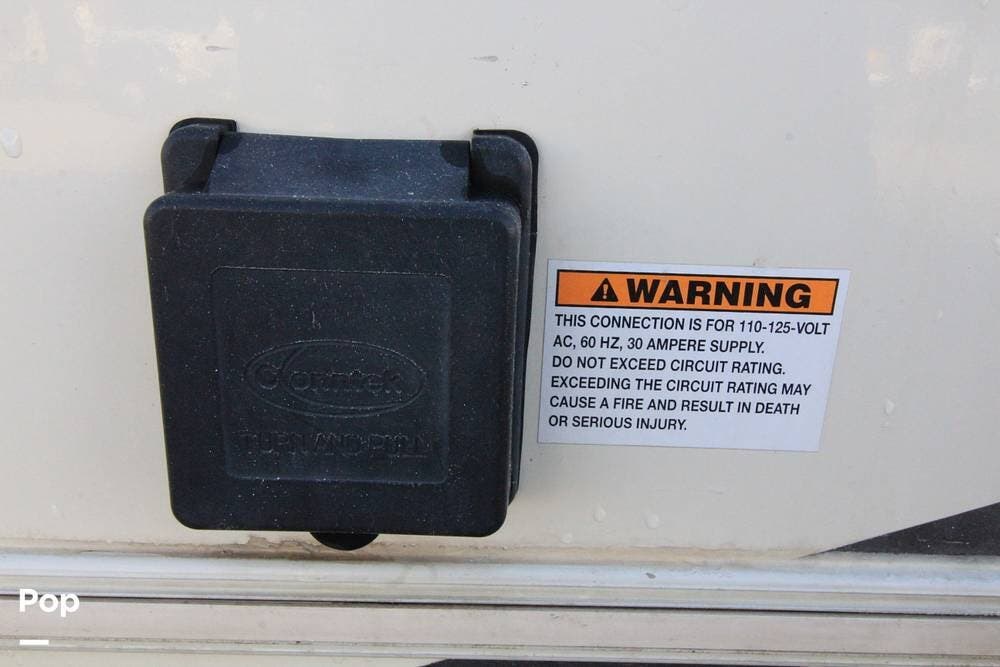 Conntek
TURN AND PULL
WARNING
THIS CONNECTION IS FOR 110-125-VOLT
AC, 60 HZ, 30 AMPERE SUPPLY.
DO NOT EXCEED CIRCUIT RATING.
EXCEEDING THE CIRCUIT RATING MAY
CAUSE A FIRE AND RESULT IN DEATH
OR SERIOUS INJURY.
Pop